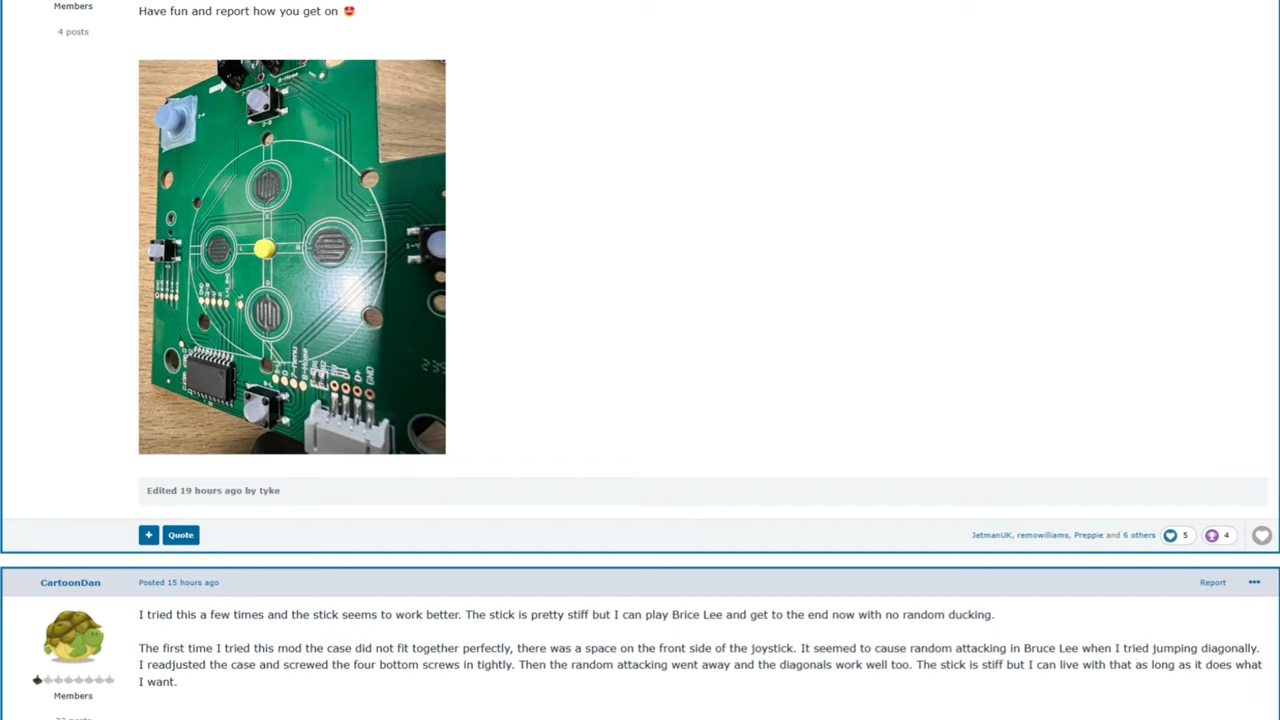 Members
Have fun and report how you get on
4 posts
Edited 19 hours ago by tyke
+ Quote
JetmanUK, remowilliams, Preppie and 6 others 5 4
CartoonDan Posted 15 hours ago Report
I tried this a few times and the stick seems to work better. The stick is pretty stiff but I can play Brice Lee and get to the end now with no random ducking.
The first time I tried this mod the case did not fit together perfectly, there was a space on the front side of the joystick. It seemed to cause random attacking in Bruce Lee when I tried jumping diagonally.
I readjusted the case and screwed the four bottom screws in tightly. Then the random attacking went away and the diagonals work well too. The stick is stiff but I can live with that as long as it does what
I want.
Members